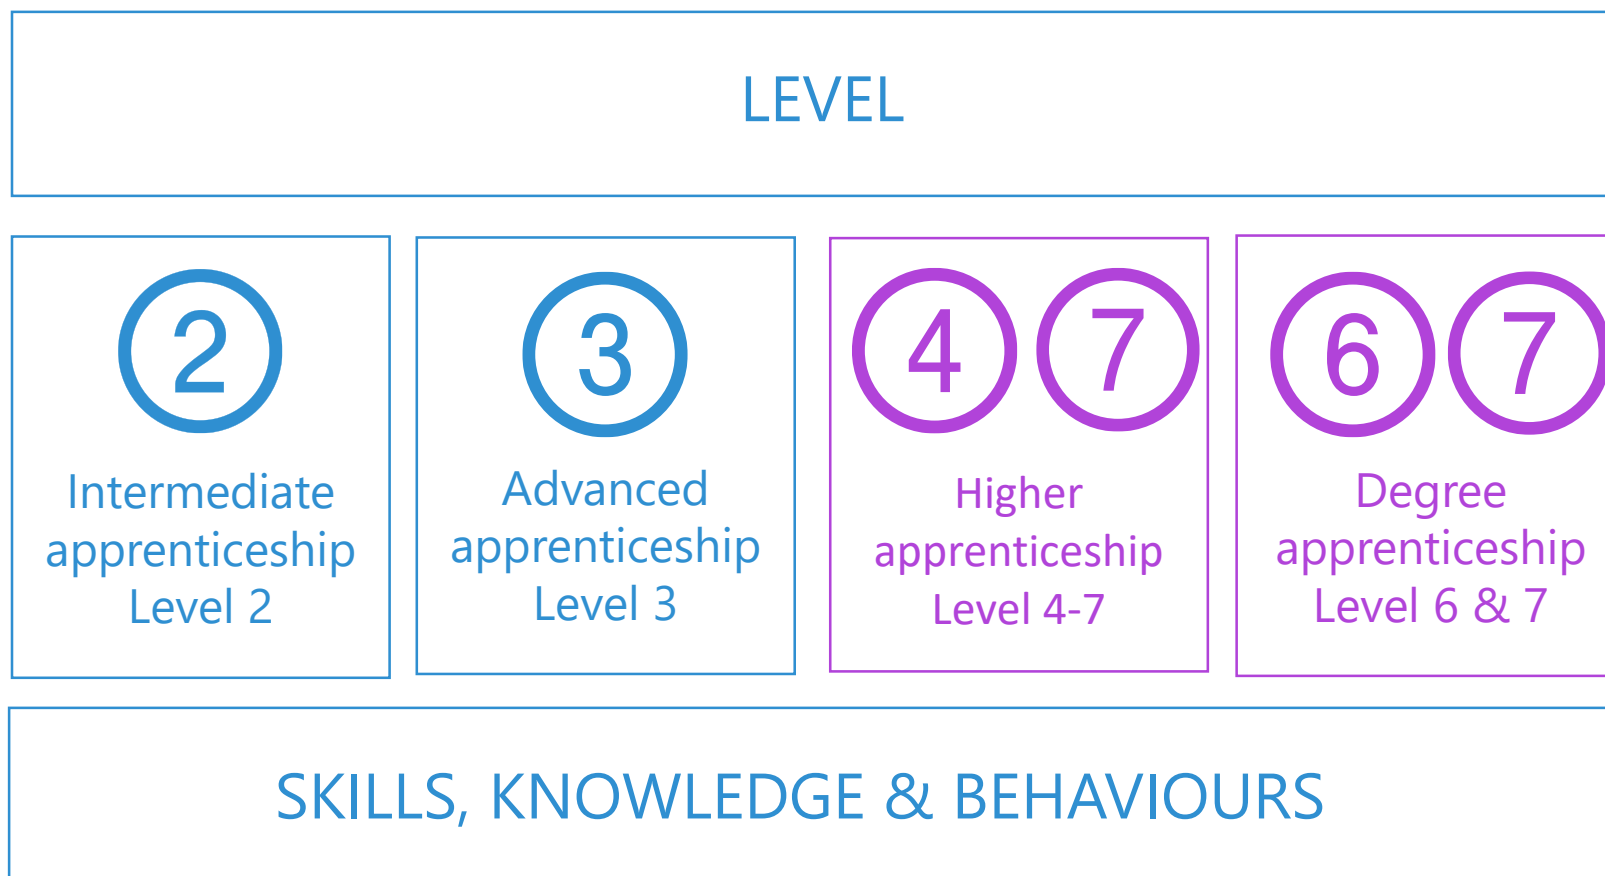 LEVEL
2
Intermediate
apprenticeship
Level 2
3
Advanced
apprenticeship
Level 3
4 7
Higher
apprenticeship
Level 4-7
6 7
Degree
apprenticeship
Level 6 & 7
SKILLS, KNOWLEDGE & BEHAVIOURS